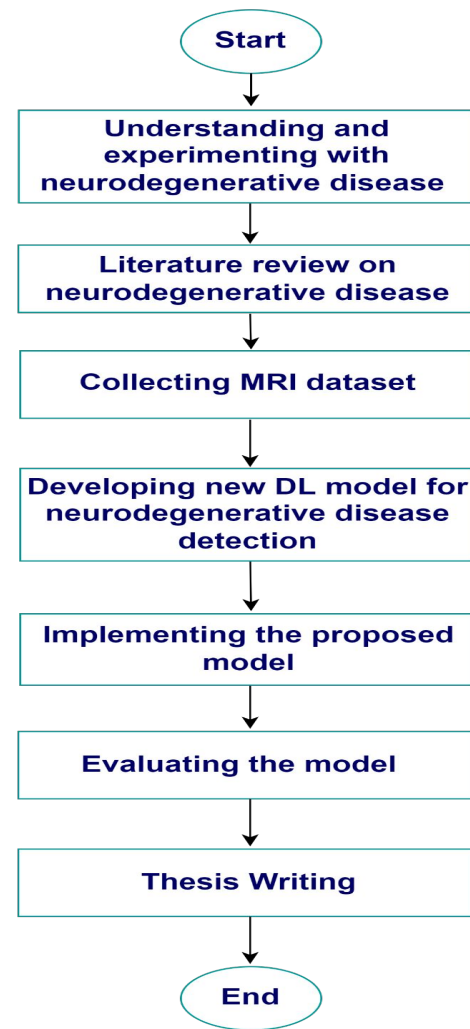 Start
Understanding and
experimenting with
neurodegenerative disease
Literature review on
neurodegenerative disease
Collecting MRI dataset
Developing new DL model for
neurodegenerative disease
detection
Implementing the proposed
model
Evaluating the model
Thesis Writing
End